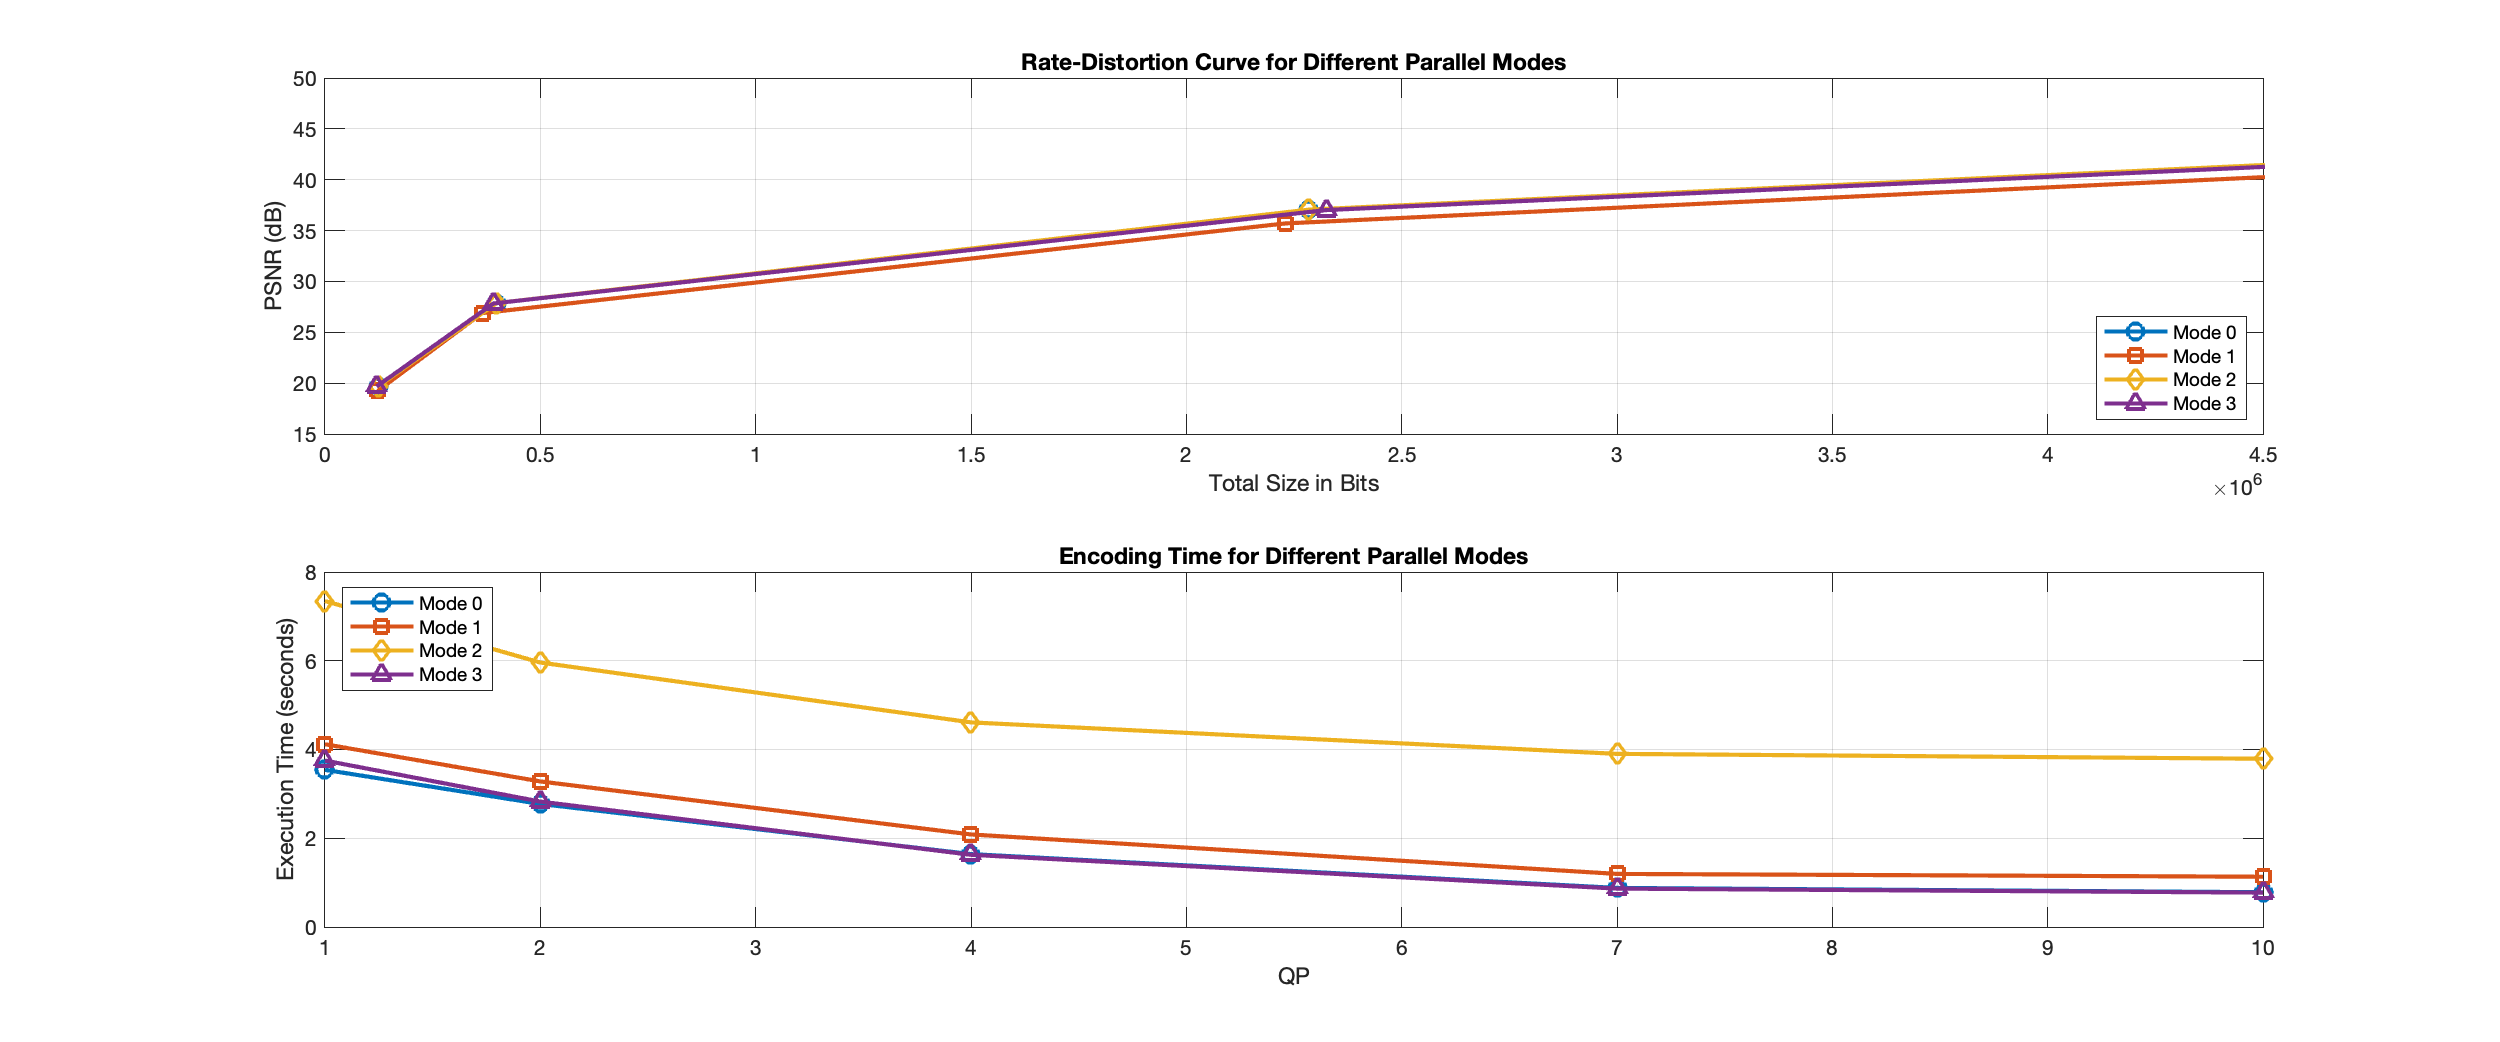 Rate-Distortion Curve for Different Parallel Modes
PSNR (dB)
50
45
40
35
30
25
20
15
0 0.5 1 1.5 2 2.5 3 3.5 4 4.5
Total Size in Bits
×10⁶
Mode 0
Mode 1
Mode 2
Mode 3
Encoding Time for Different Parallel Modes
Execution Time (seconds)
8
6
4
2
0
Mode 0
Mode 1
Mode 2
Mode 3
1 2 3 4 5 6 7 8 9 10
QP